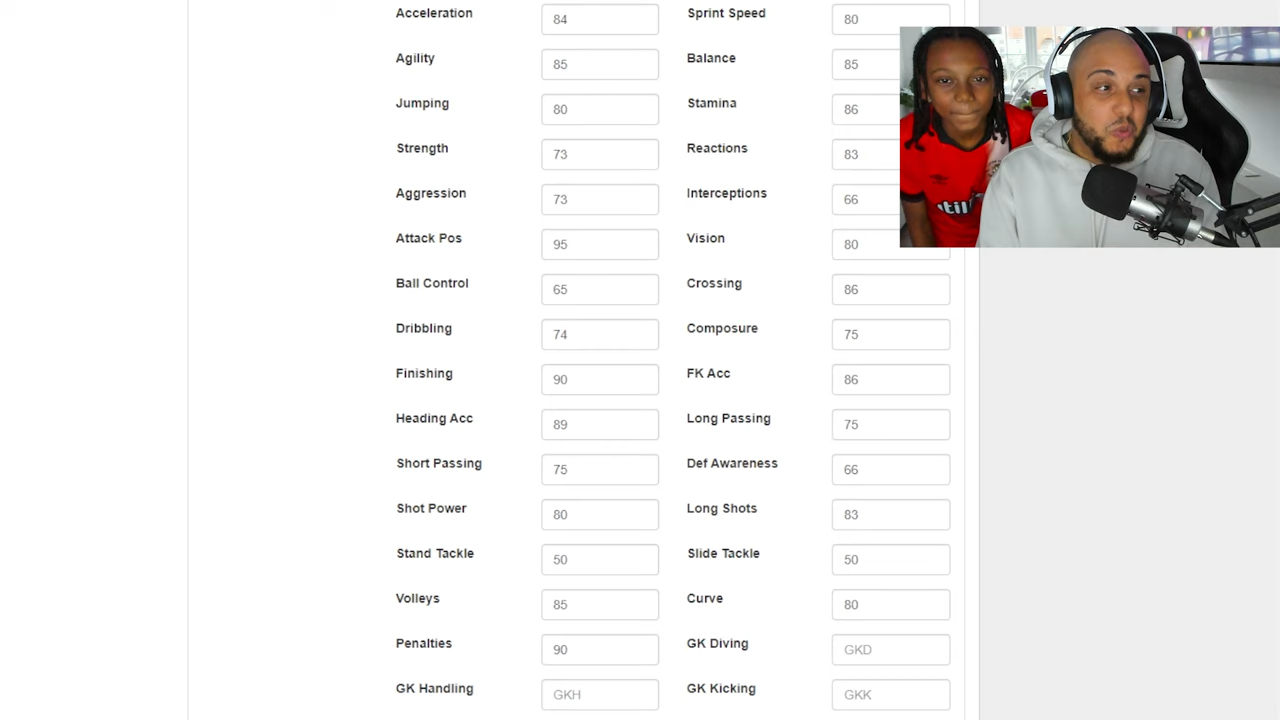 Acceleration 84 Sprint Speed 80
Agility 85 Balance 85
Jumping 80 Stamina 86
Strength 73 Reactions 83
Aggression 73 Interceptions 66
Attack Pos 95 Vision 80
Ball Control 65 Crossing 86
Dribbling 74 Composure 75
Finishing 90 FK Acc 86
Heading Acc 89 Long Passing 75
Short Passing 75 Def Awareness 66
Shot Power 80 Long Shots 83
Stand Tackle 50 Slide Tackle 50
Volleys 85 Curve 80
Penalties 90 GK Diving GKD
GK Handling GKH GK Kicking GKK